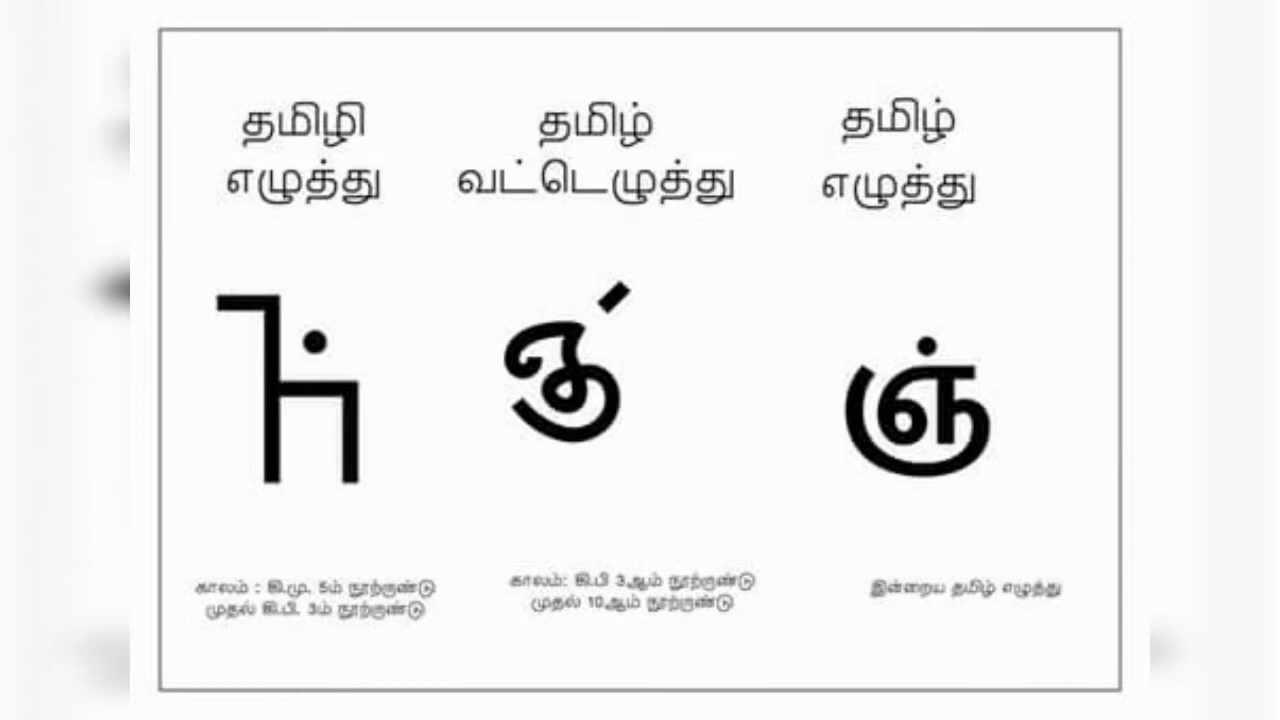 தமிழி
எழுத்து
தமிழ்
வட்டெழுத்து
தமிழ்
எழுத்து
ஞ்
காலம் : கி.மு. 5ம் நூற்றாண்டு
முதல் கி.பி. 3ம் நூற்றாண்டு
காலம்: கி.பி 3ஆம் நூற்றாண்டு
முதல் 10ஆம் நூற்றாண்டு
இன்றைய தமிழ் எழுத்து